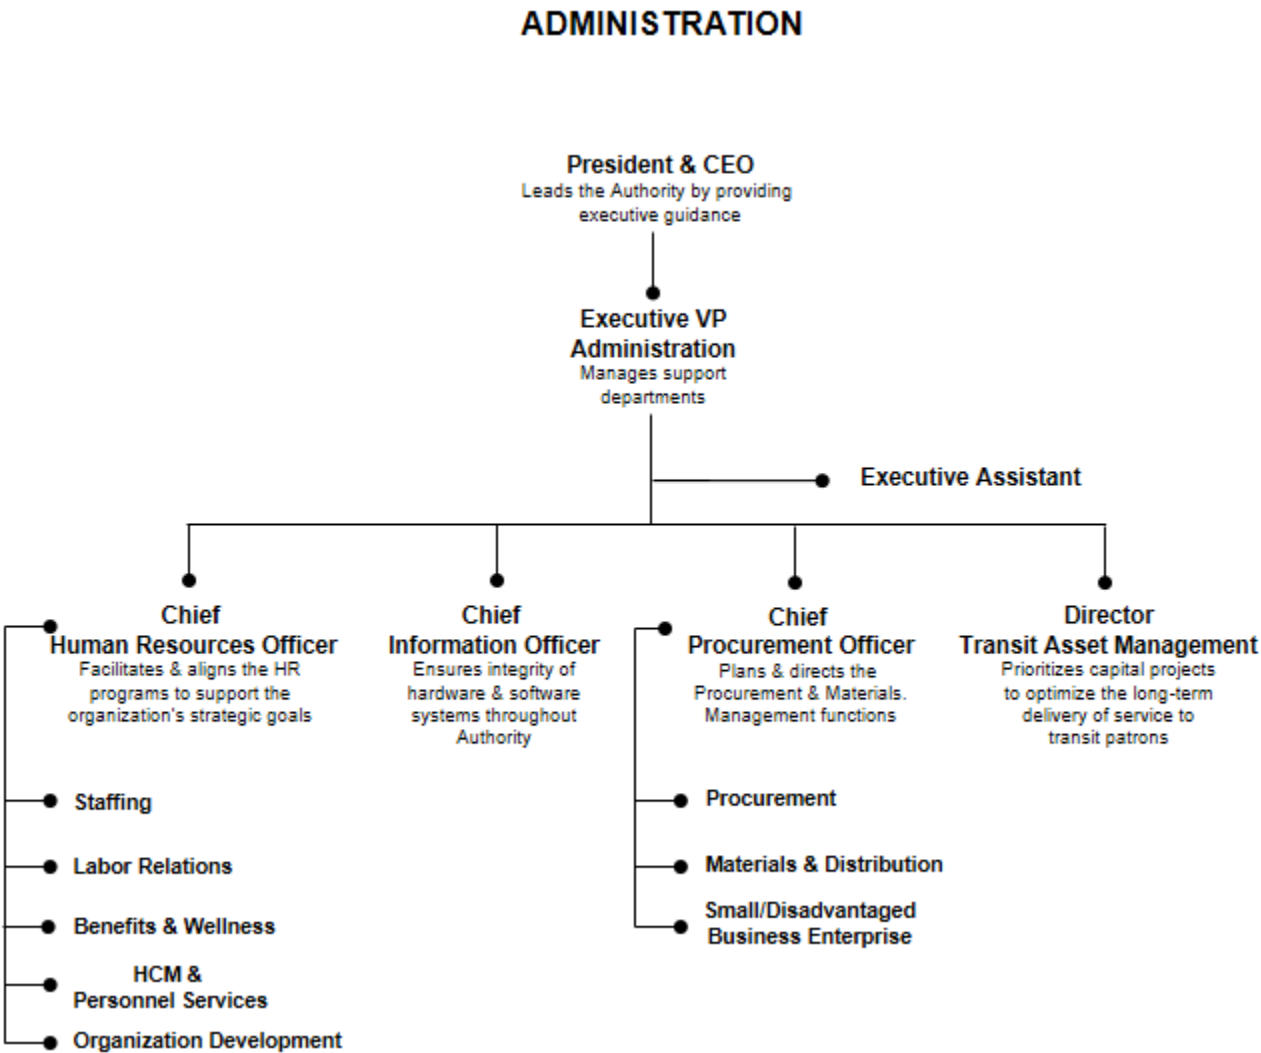 ADMINISTRATION
President & CEO
Leads the Authority by providing
executive guidance
Executive VP
Administration
Manages support
departments
Executive Assistant
Chief
Human Resources Officer
Facilitates & aligns the HR
programs to support the
organization's strategic goals
Chief
Information Officer
Ensures integrity of
hardware & software
systems throughout
Authority
Chief
Procurement Officer
Plans & directs the
Procurement & Materials.
Management functions
Director
Transit Asset Management
Prioritizes capital projects
to optimize the long-term
delivery of service to
transit patrons
Staffing
Labor Relations
Benefits & Wellness
HCM &
Personnel Services
Organization Development
Procurement
Materials & Distribution
Small/Disadvantaged
Business Enterprise